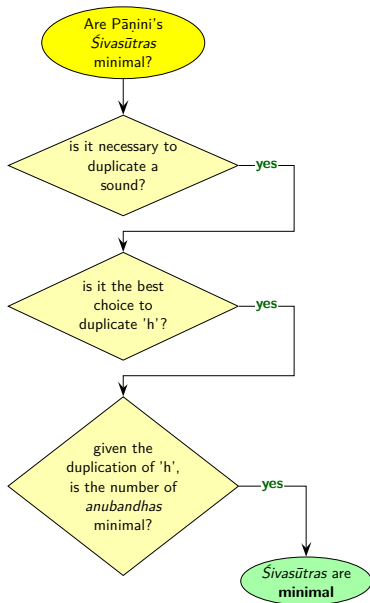 Are Pāṇini's
Śivasūtras
minimal?
is it necessary to
duplicate a
sound?
yes
is it the best
choice to
duplicate 'h'?
yes
given the
duplication of 'h',
is the number of
anubandhas
minimal?
yes
Śivasūtras are
minimal